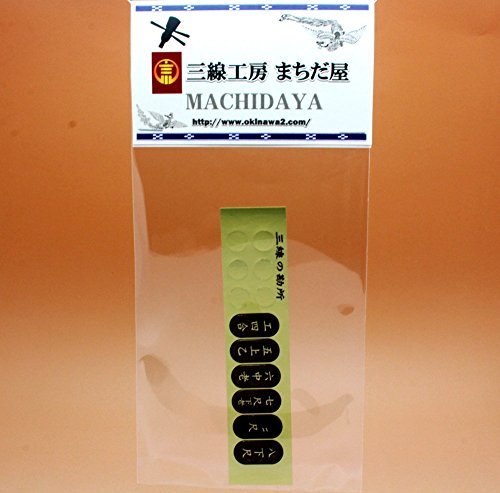 三線工房 まちだ屋
MACHIDAYA
http://www.okinawa2.com/
三線の勘所
工四合
五上乙
六中老
七尺下老
ニ尺
八下尺